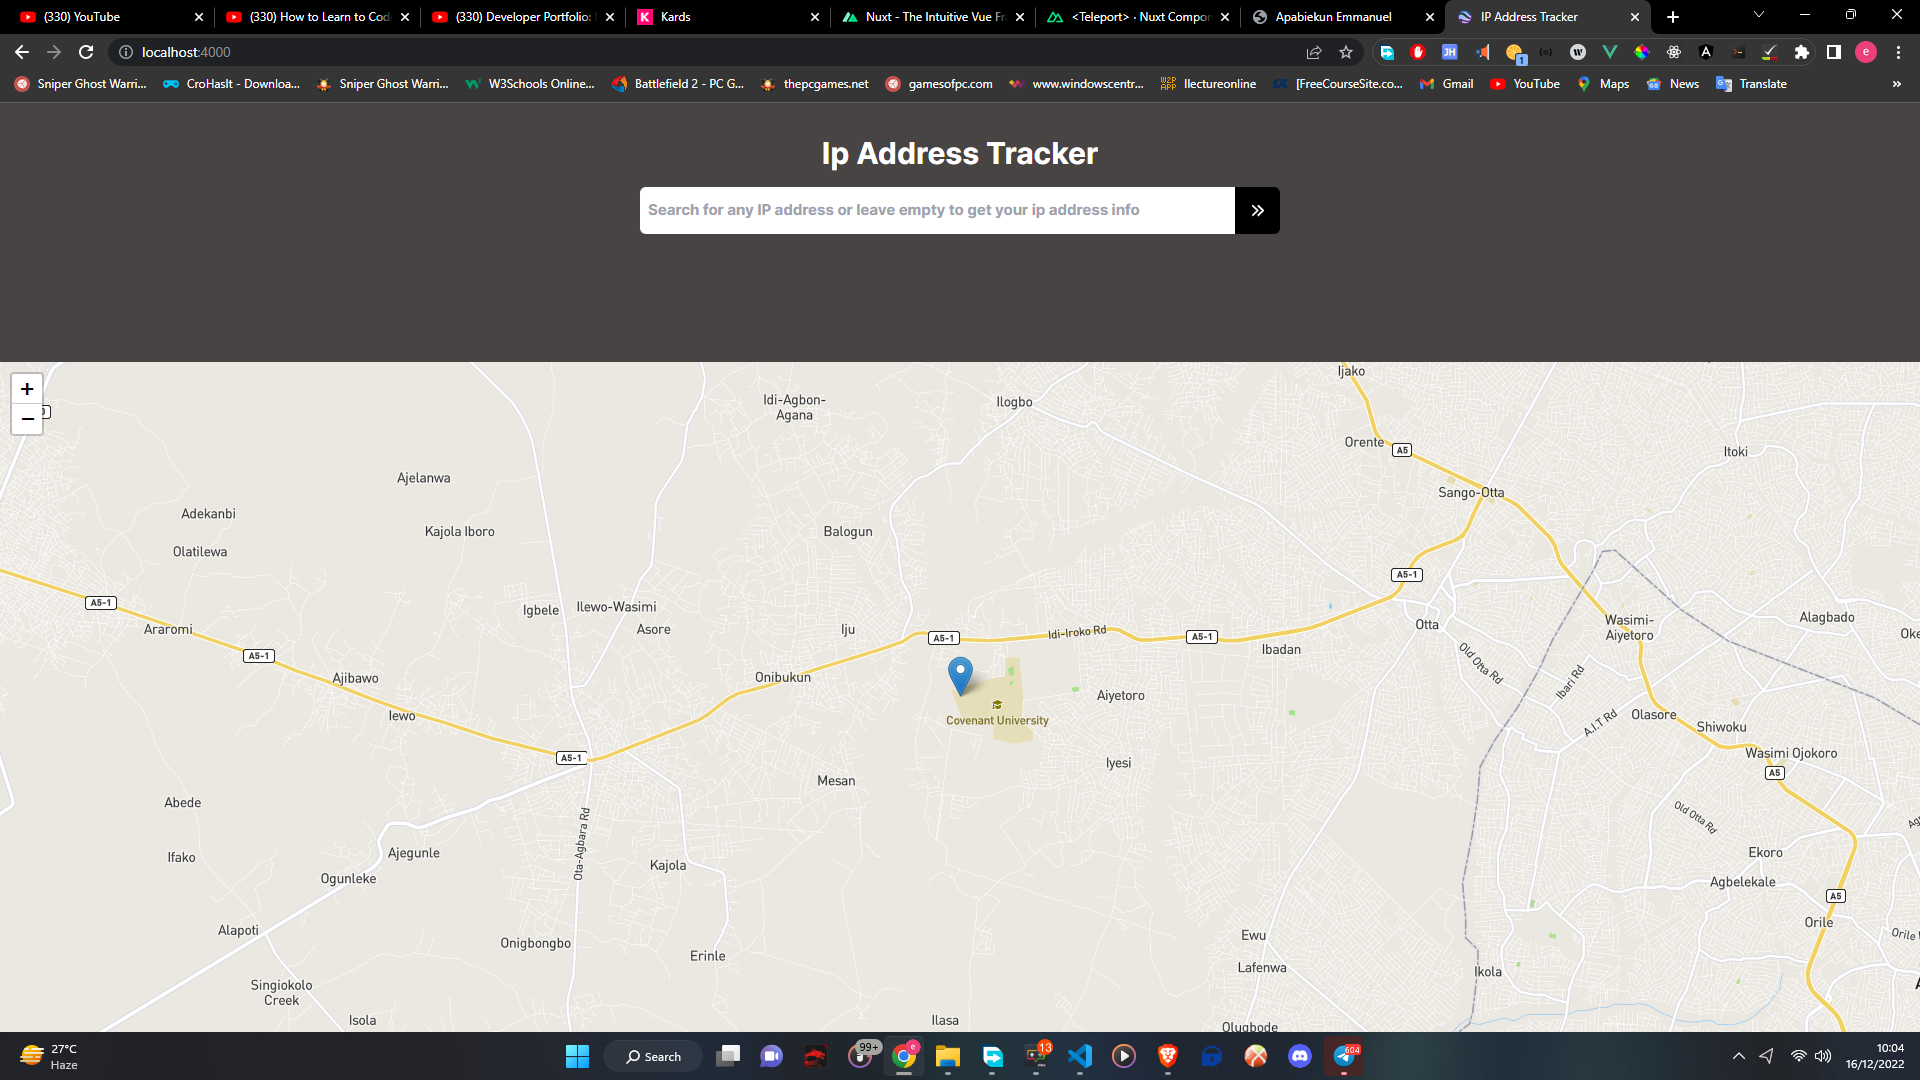 (330) YouTube
(330) How to Learn to Cod
(330) Developer Portfolio:
Kards
Nuxt - The Intuitive Vue Fr
<Teleport> · Nuxt Compor
Apabiekun Emmanuel
IP Address Tracker
localhost:4000
Sniper Ghost Warri...
CroHasIt - Downloa...
Sniper Ghost Warri...
W3Schools Online...
Battlefield 2 - PC G...
thepcgames.net
gamesofpc.com
www.windowscentr...
llectureonline
[FreeCourseSite.co...
Gmail
YouTube
Maps
News
Translate
»
Ip Address Tracker
Search for any IP address or leave empty to get your ip address info
+
−
Ijako
Idi-Agbon-
Agana
Ilogbo
Orente
A5
Itoki
Ajelanwa
Sango-Otta
Adekanbi
Kajola Iboro
Balogun
Olatilewa
A5-1
A5-1
Igbele
Ilewo-Wasimi
Alagbado
Araromi
Asore
Iju
A5-1
Idi-Iroko Rd
A5-1
Otta
Wasimi-
Aiyetoro
Oke
A5-1
Ibadan
Old Otta Rd
Ajibawo
Onibukun
Ibari Rd
Aiyetoro
Iewo
Covenant University
A.I.T Rd
Olasore
Shiwoku
A5-1
Iyesi
Wasimi Ojokoro
A5
Mesan
Abede
Ota-Agbara Rd
Old Otta Rd
Ag
Ifako
Ajegunle
Kajola
Ekoro
Ogunleke
Agbelekale
A5
Alapoti
Orile
Orile
Onigbongbo
Ewu
Erinle
Lafenwa
Ikola
Singiokolo
Creek
Isola
Ilasa
Olugbode
27°C
Haze
Search
99+
13
604
10:04
16/12/2022